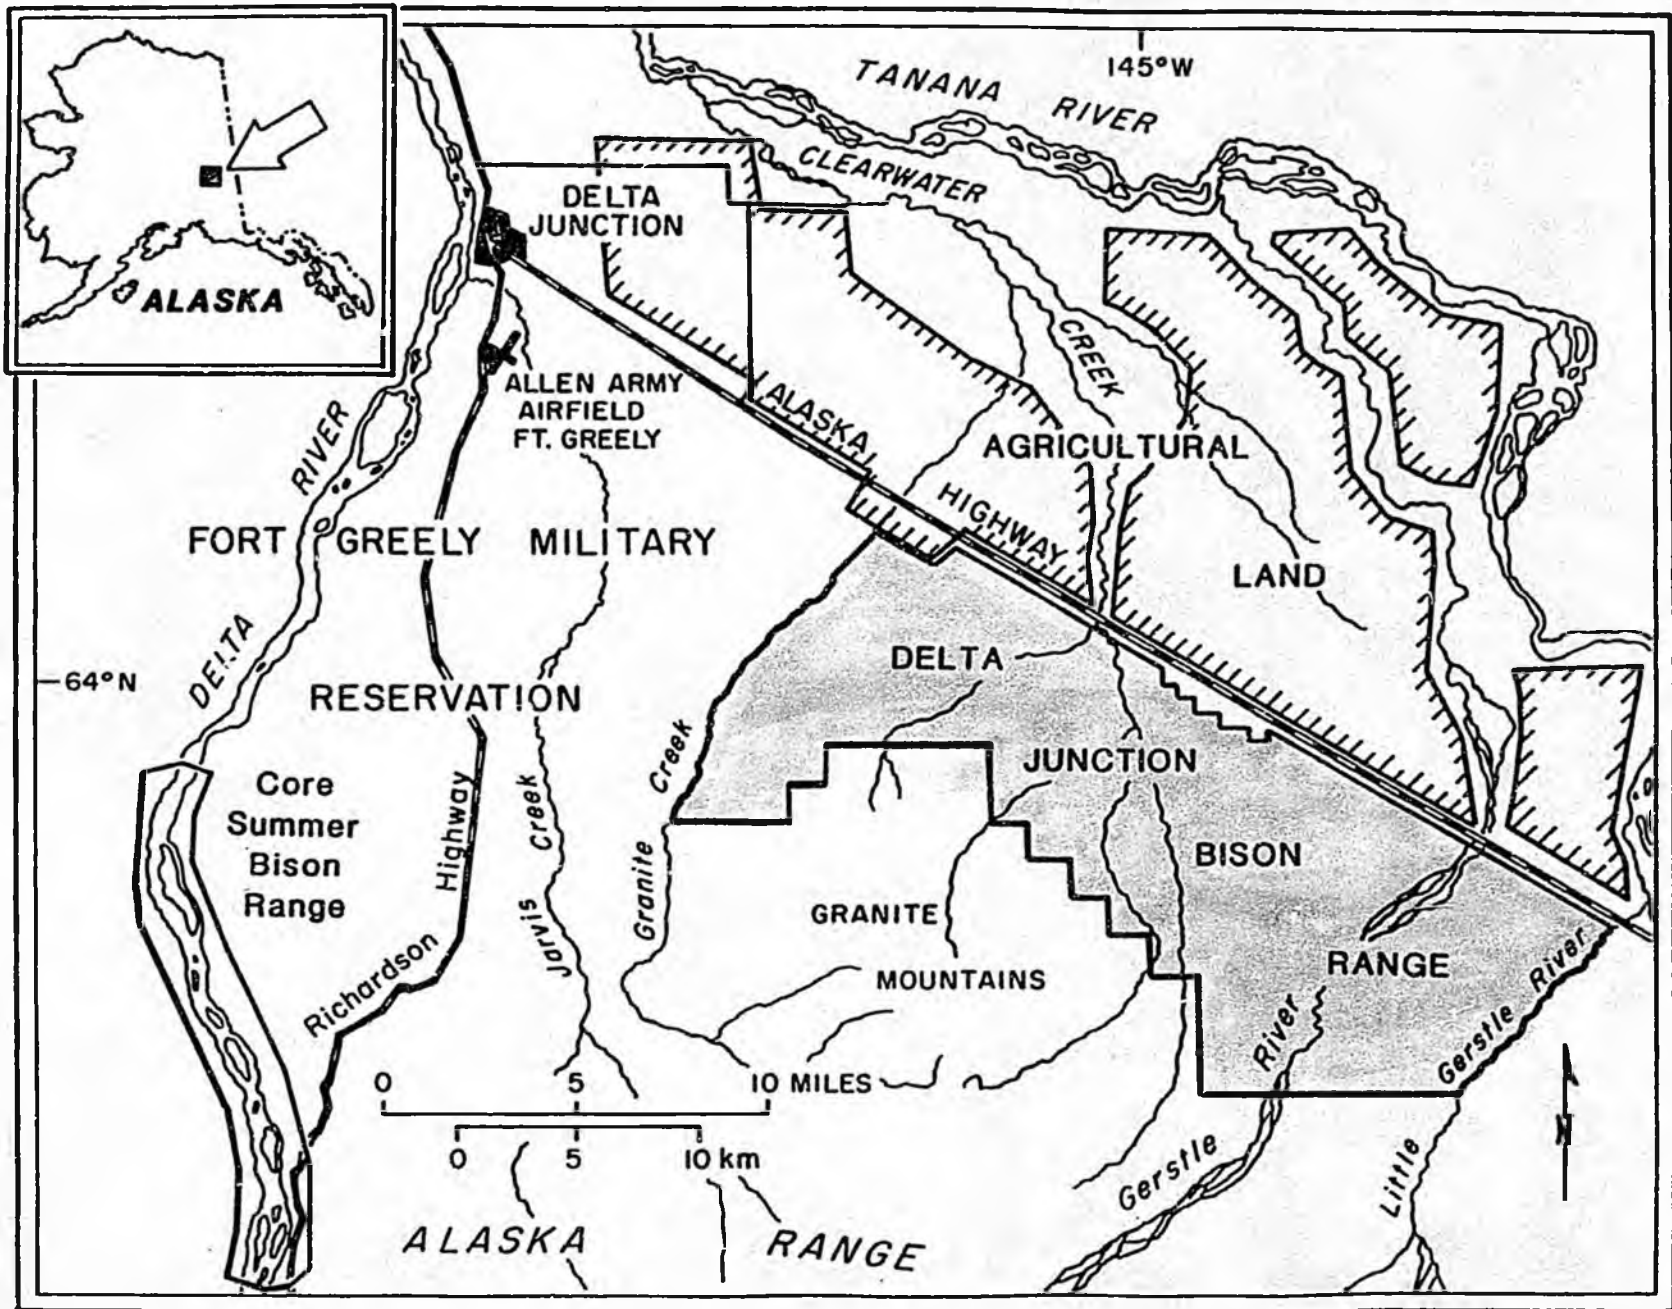 145°W
TANANA RIVER
CLEARWATER
CREEK
DELTA
JUNCTION
ALASKA
ALLEN ARMY
AIRFIELD
FT. GREELY
ALASKA
HIGHWAY
AGRICULTURAL
LAND
DELTA RIVER
FORT GREELY MILITARY
RESERVATION
64°N
DELTA
JUNCTION
BISON
RANGE
Core
Summer
Bison
Range
Richardson Highway
Jarvis Creek
Granite Creek
GRANITE
MOUNTAINS
Gerstle River
Little Gerstle River
0 5 10 MILES
0 5 10 km
N
ALASKA RANGE